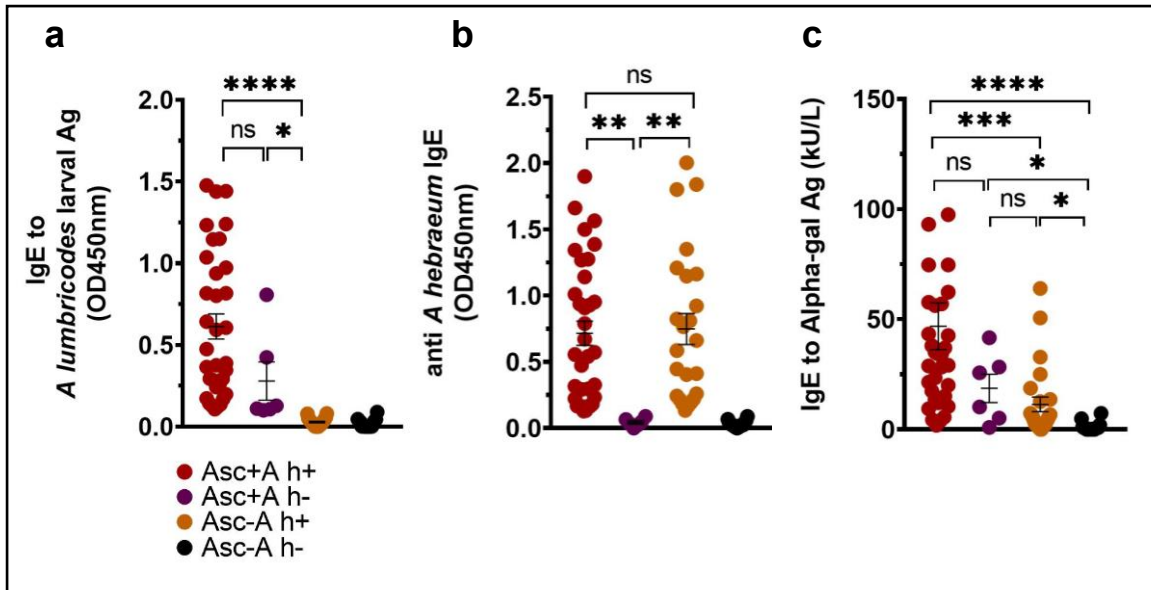 a
IgE to
A lumbricodes larval Ag
(OD450nm)
2.0
1.5
1.0
0.5
0.0
****
ns
*
b
anti A hebraeum IgE
(OD450nm)
2.5
2.0
1.5
1.0
0.5
0.0
ns
**
**
c
IgE to Alpha-gal Ag (kU/L)
150
100
50
0
****
***
ns
*
ns
*
Asc+A h+
Asc+A h-
Asc-A h+
Asc-A h-